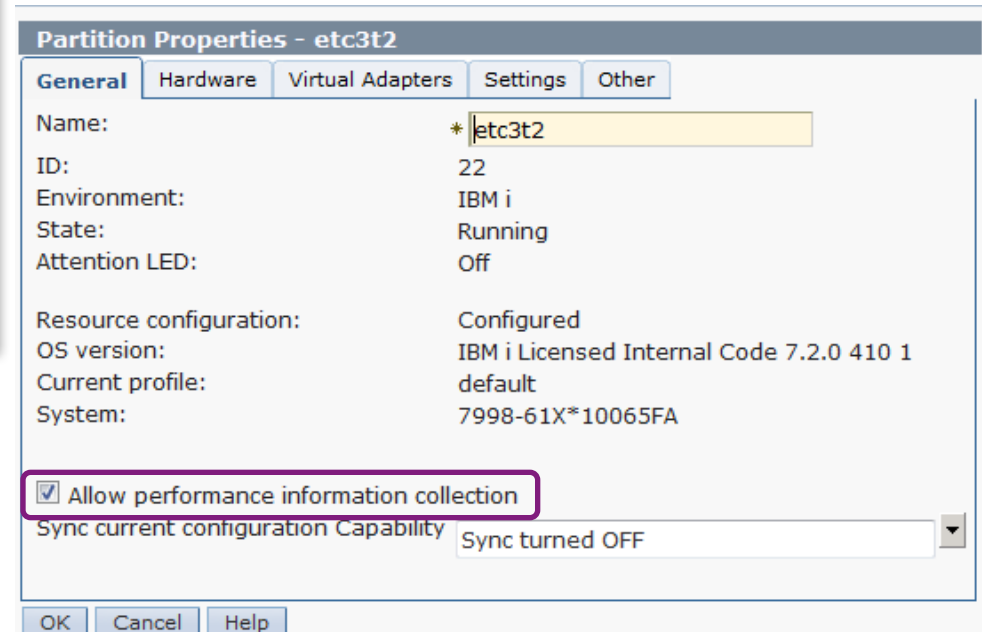 Partition Properties - etc3t2
General Hardware Virtual Adapters Settings Other
Name: * etc3t2
ID: 22
Environment: IBM i
State: Running
Attention LED: Off
Resource configuration: Configured
OS version: IBM i Licensed Internal Code 7.2.0 410 1
Current profile: default
System: 7998-61X*10065FA
Allow performance information collection
Sync current configuration Capability Sync turned OFF
OK Cancel Help